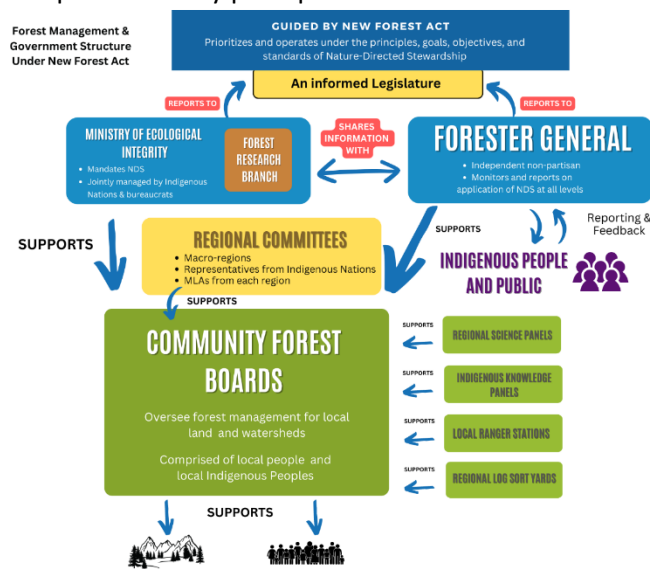 Forest Management &
Government Structure
Under New Forest Act
GUIDED BY NEW FOREST ACT
Prioritizes and operates under the principles, goals, objectives, and
standards of Nature-Directed Stewardship
An informed Legislature
REPORTS TO
REPORTS TO
MINISTRY OF ECOLOGICAL
INTEGRITY
• Mandates NDS
• Jointly managed by Indigenous
Nations & bureaucrats
FOREST
RESEARCH
BRANCH
SHARES
INFORMATION
WITH
FORESTER GENERAL
• Independent non-partisan
• Monitors and reports on
application of NDS at all levels
SUPPORTS
REGIONAL COMMITTEES
• Macro-regions
• Representatives from Indigenous Nations
• MLAs from each region
SUPPORTS
Reporting &
Feedback
INDIGENOUS PEOPLE
AND PUBLIC
SUPPORTS
COMMUNITY FOREST
BOARDS
Oversee forest management for local
land and watersheds
Comprised of local people and
local Indigenous Peoples
SUPPORTS
REGIONAL SCIENCE PANELS
SUPPORTS
INDIGENOUS KNOWLEDGE
PANELS
SUPPORTS
LOCAL RANGER STATIONS
SUPPORTS
REGIONAL LOG SORT YARDS
SUPPORTS